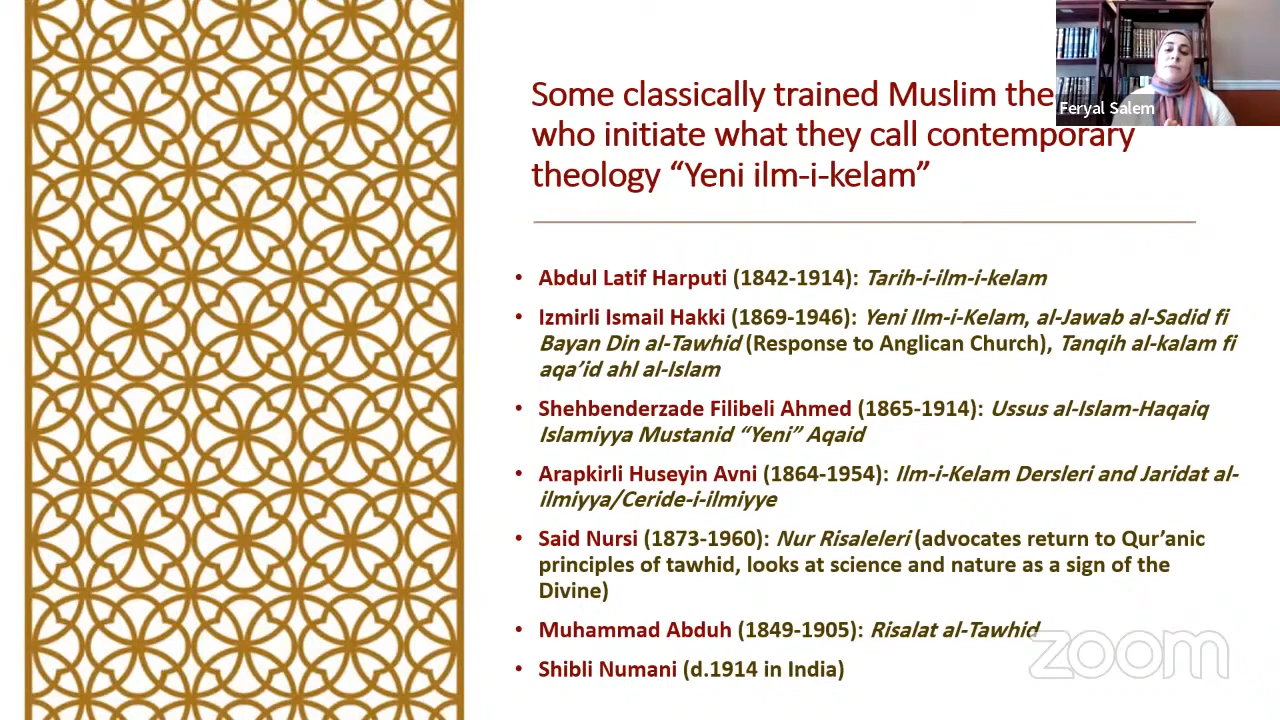 Some classically trained Muslim
who initiate what they call contemporary
theology “Yeni ilm-i-kelam”
Feryal Salem
• Abdul Latif Harputi (1842-1914): Tarih-i-ilm-i-kelam
• Izmirli Ismail Hakki (1869-1946): Yeni Ilm-i-Kelam, al-Jawab al-Sadid fi
Bayan Din al-Tawhid (Response to Anglican Church), Tanqih al-kalam fi
aqa’id ahl al-Islam
• Shehbenderzade Filibeli Ahmed (1865-1914): Ussus al-Islam-Haqaiq
Islamiyya Mustanid “Yeni” Aqaid
• Arapkirli Huseyin Avni (1864-1954): Ilm-i-Kelam Dersleri and Jaridat al-
ilmiyya/Ceride-i-ilmiyye
• Said Nursi (1873-1960): Nur Risaleleri (advocates return to Qur’anic
principles of tawhid, looks at science and nature as a sign of the
Divine)
• Muhammad Abduh (1849-1905): Risalat al-Tawhid
• Shibli Numani (d.1914 in India)
zoom